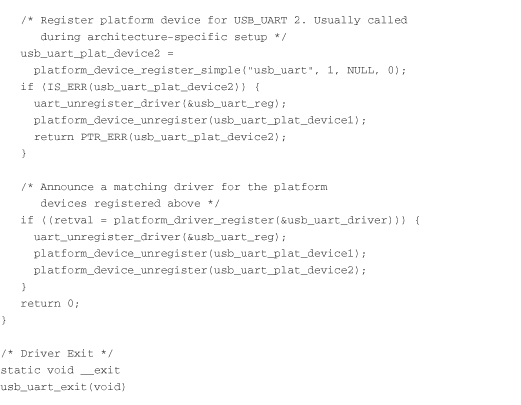 /* Register platform device for USB_UART 2. Usually called
during architecture-specific setup */
usb_uart_plat_device2 =
platform_device_register_simple("usb_uart", 1, NULL, 0);
if (IS_ERR(usb_uart_plat_device2)) {
uart_unregister_driver(&usb_uart_reg);
platform_device_unregister(usb_uart_plat_device1);
return PTR_ERR(usb_uart_plat_device2);
}
/* Announce a matching driver for the platform
devices registered above */
if ((retval = platform_driver_register(&usb_uart_driver))) {
uart_unregister_driver(&usb_uart_reg);
platform_device_unregister(usb_uart_plat_device1);
platform_device_unregister(usb_uart_plat_device2);
}
return 0;
}
/* Driver Exit */
static void __exit
usb_uart_exit(void)